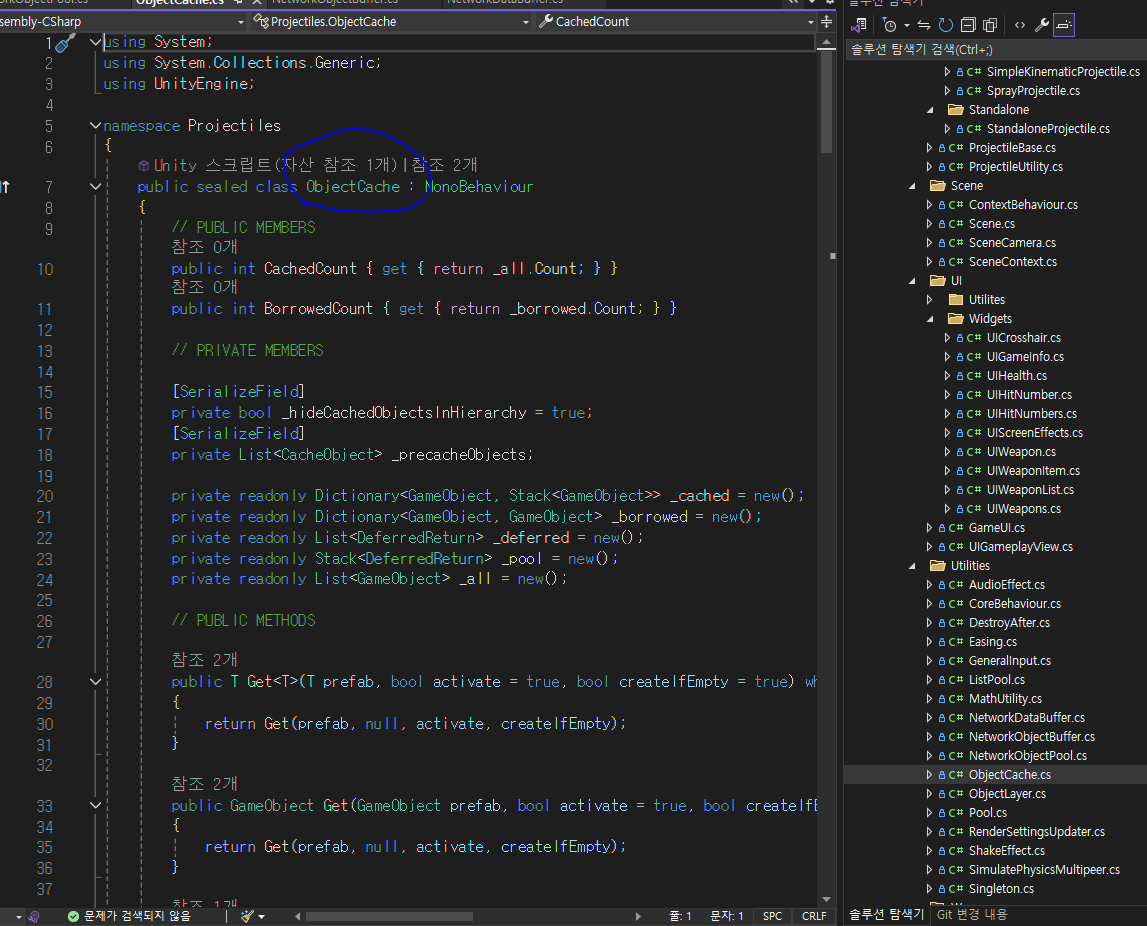 ObjectCache.cs
NetworkObjectBuffer.cs
NetworkDataBuffer.cs
솔루션 탐색기
sembly-CSharp
Projectiles.ObjectCache
CachedCount
1 using System;
2 using System.Collections.Generic;
3 using UnityEngine;
4
5 namespace Projectiles
6 {
Unity 스크립트(자산 참조 1개)|참조 2개
7 public sealed class ObjectCache : NonoBehaviour
8 {
9 // PUBLIC MEMBERS
참조 0개
10 public int CachedCount { get { return _all.Count; } }
참조 0개
11 public int BorrowedCount { get { return _borrowed.Count; } }
12
13 // PRIVATE MEMBERS
14
15 [SerializeField]
16 private bool _hideCachedObjectsInHierarchy = true;
17 [SerializeField]
18 private List<CacheObject> _precacheObjects;
19
20 private readonly Dictionary<GameObject, Stack<GameObject>> _cached = new();
21 private readonly Dictionary<GameObject, GameObject> _borrowed = new();
22 private readonly List<DeferredReturn> _deferred = new();
23 private readonly Stack<DeferredReturn> _pool = new();
24 private readonly List<GameObject> _all = new();
25
26 // PUBLIC METHODS
27
참조 2개
28 public T Get<T>(T prefab, bool activate = true, bool createIfEmpty = true) wh
29 {
30 return Get(prefab, null, activate, createIfEmpty);
31 }
32
참조 2개
33 public GameObject Get(GameObject prefab, bool activate = true, bool createIfE
34 {
35 return Get(prefab, null, activate, createIfEmpty);
36 }
37
참조 1개
문제가 검색되지 않음
줄: 1
문자: 1
SPC
CRLF
솔루션 탐색기 검색(Ctrl+;)
C# SimpleKinematicProjectile.cs
C# SprayProjectile.cs
Standalone
C# StandaloneProjectile.cs
C# ProjectileBase.cs
C# ProjectileUtility.cs
Scene
C# ContextBehaviour.cs
C# Scene.cs
C# SceneCamera.cs
C# SceneContext.cs
UI
Utilites
Widgets
C# UICrosshair.cs
C# UIGameInfo.cs
C# UIHealth.cs
C# UIHitNumber.cs
C# UIHitNumbers.cs
C# UIScreenEffects.cs
C# UIWeapon.cs
C# UIWeaponItem.cs
C# UIWeaponList.cs
C# UIWeapons.cs
C# GameUI.cs
C# UIGameplayView.cs
Utilities
C# AudioEffect.cs
C# CoreBehaviour.cs
C# DestroyAfter.cs
C# Easing.cs
C# GeneralInput.cs
C# ListPool.cs
C# MathUtility.cs
C# NetworkDataBuffer.cs
C# NetworkObjectBuffer.cs
C# NetworkObjectPool.cs
C# ObjectCache.cs
C# ObjectLayer.cs
C# Pool.cs
C# RenderSettingsUpdater.cs
C# ShakeEffect.cs
C# SimulatePhysicsMultipeer.cs
C# Singleton.cs
솔루션 탐색기
Git 변경 내용